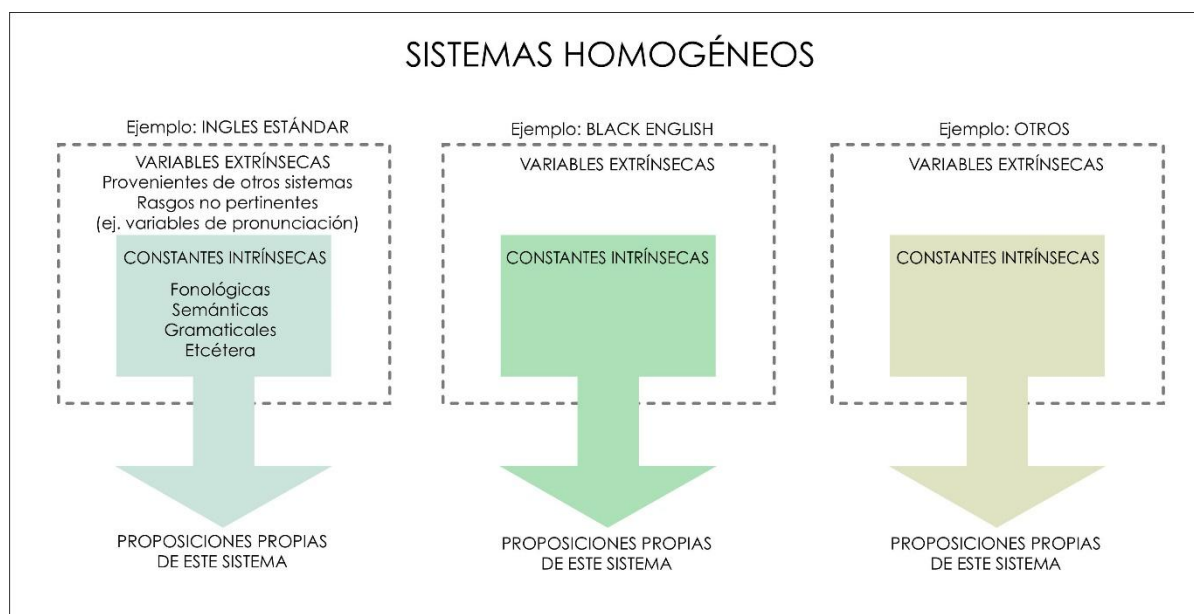 SISTEMAS HOMOGÉNEOS
Ejemplo: INGLES ESTÁNDAR
VARIABLES EXTRÍNSECAS
Provenientes de otros sistemas
Rasgos no pertinentes
(ej. variables de pronunciación)
CONSTANTES INTRÍNSECAS
Fonológicas
Semánticas
Gramaticales
Etcétera
PROPOSICIONES PROPIAS
DE ESTE SISTEMA
Ejemplo: BLACK ENGLISH
VARIABLES EXTRÍNSECAS
CONSTANTES INTRÍNSECAS
PROPOSICIONES PROPIAS
DE ESTE SISTEMA
Ejemplo: OTROS
VARIABLES EXTRÍNSECAS
CONSTANTES INTRÍNSECAS
PROPOSICIONES PROPIAS
DE ESTE SISTEMA